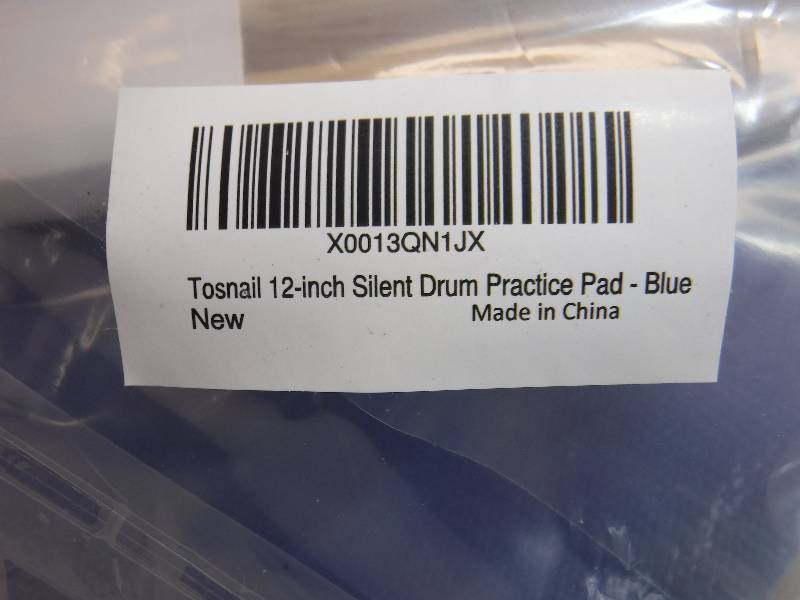 X0013QN1JX
Tosnail 12-inch Silent Drum Practice Pad - Blue
New
Made in China